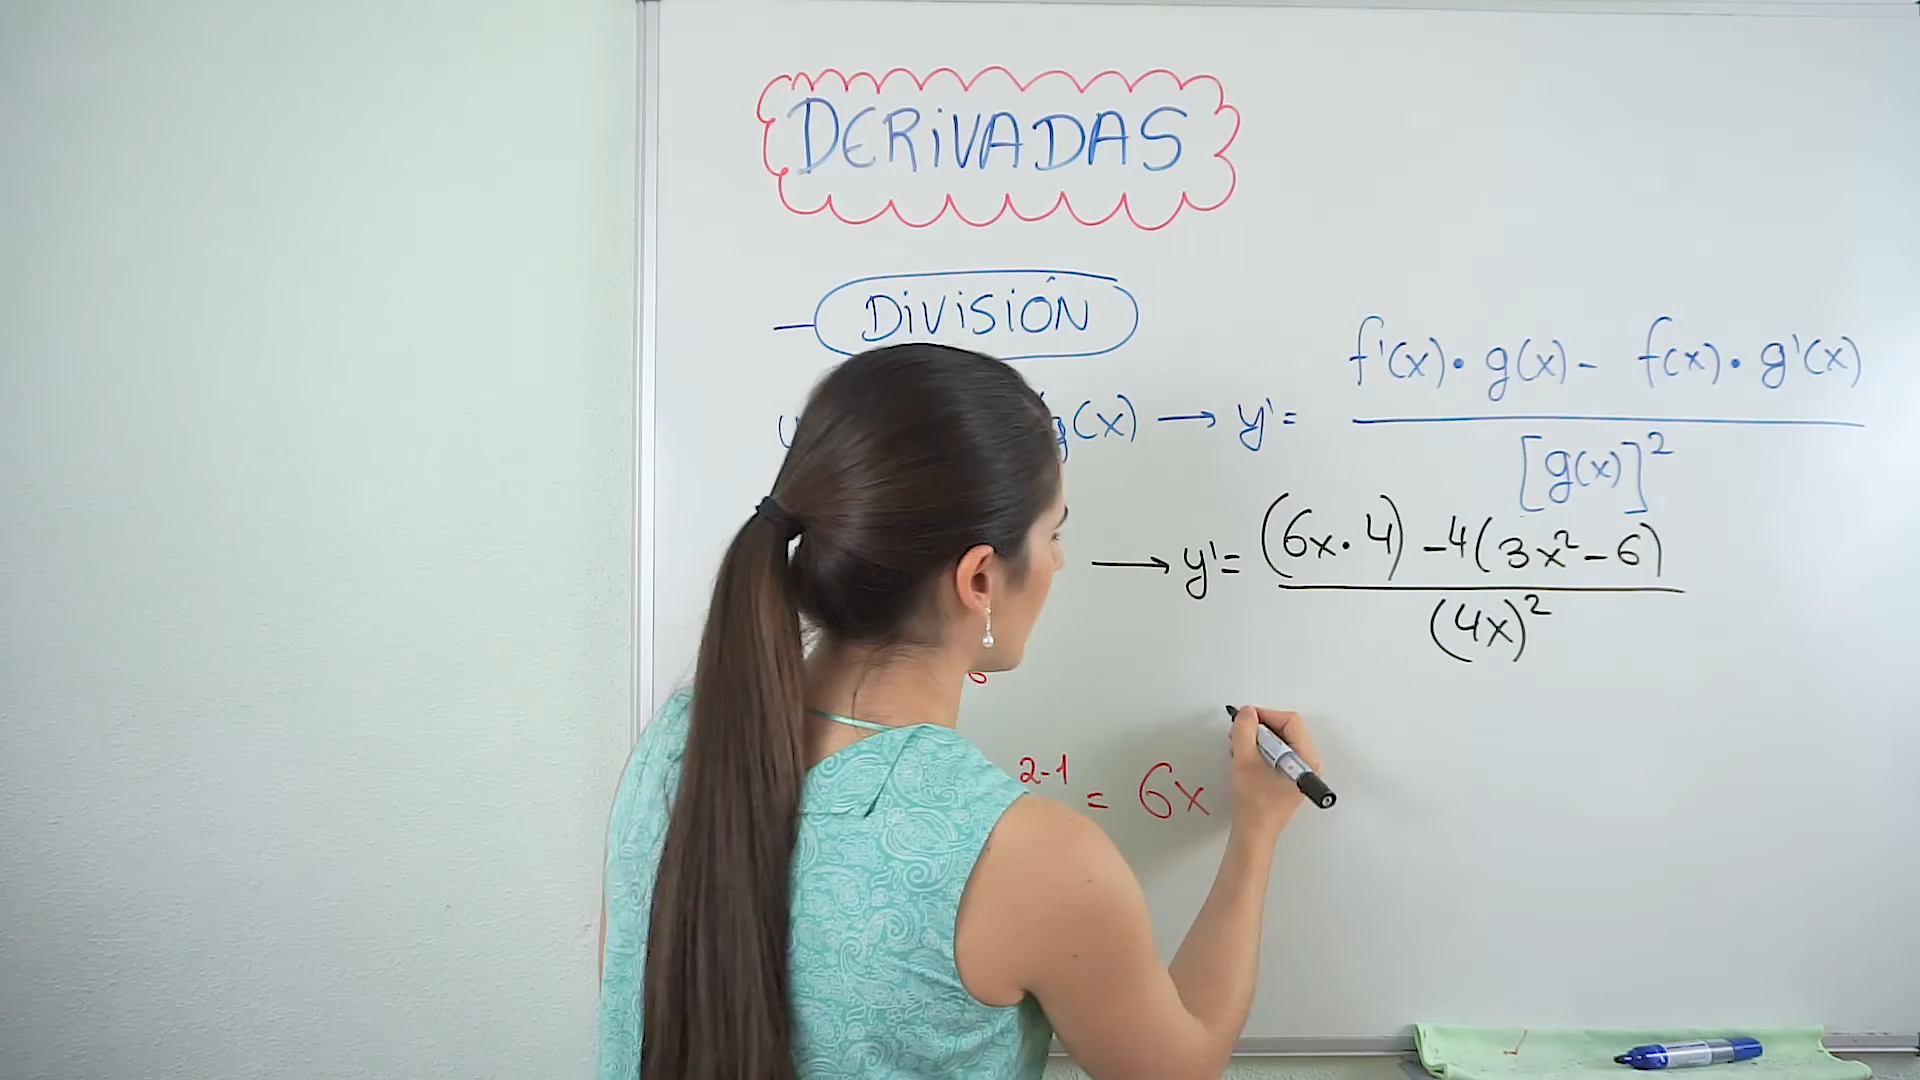 DERiVADAS
DiViSiÓN
g(x) → y' = f'(x) · g(x) - f(x) · g'(x)
[g(x)]²
→ y' = (6x · 4) - 4(3x² - 6)
(4x)²
2-1 = 6x